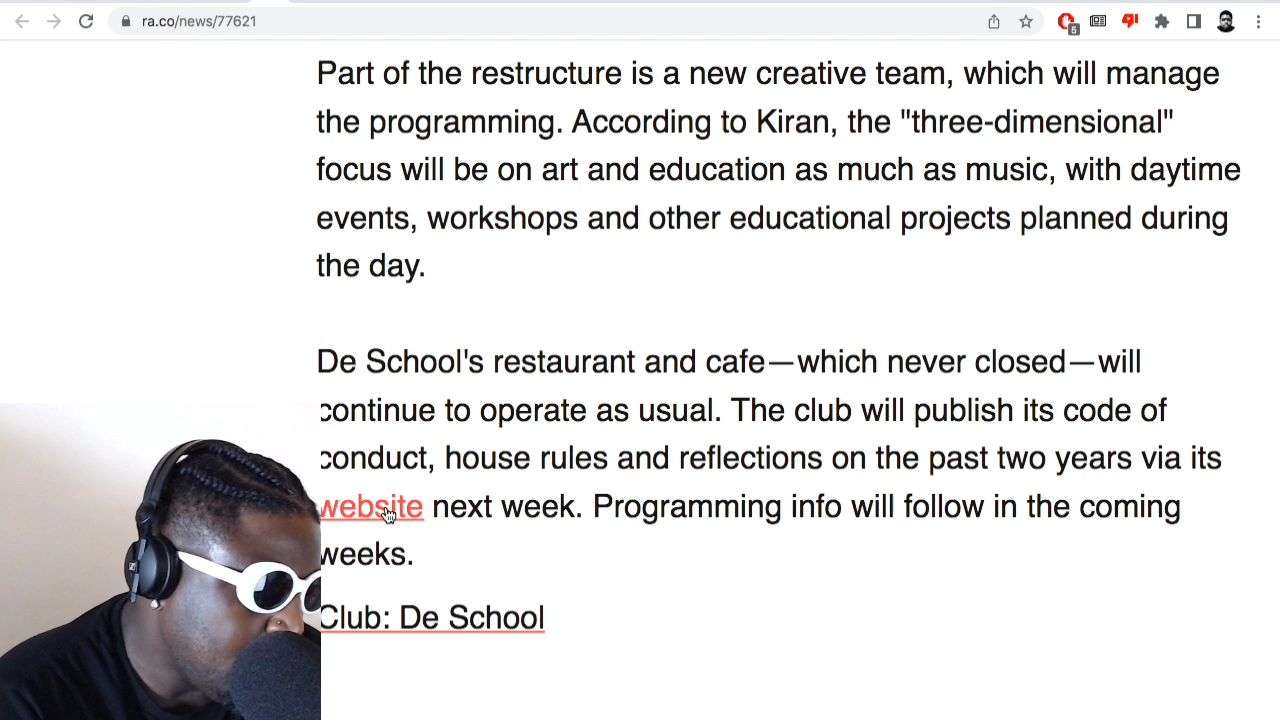 ra.co/news/77621
5
Part of the restructure is a new creative team, which will manage
the programming. According to Kiran, the "three-dimensional"
focus will be on art and education as much as music, with daytime
events, workshops and other educational projects planned during
the day.
De School's restaurant and cafe—which never closed—will
continue to operate as usual. The club will publish its code of
conduct, house rules and reflections on the past two years via its
website next week. Programming info will follow in the coming
weeks.
Club: De School